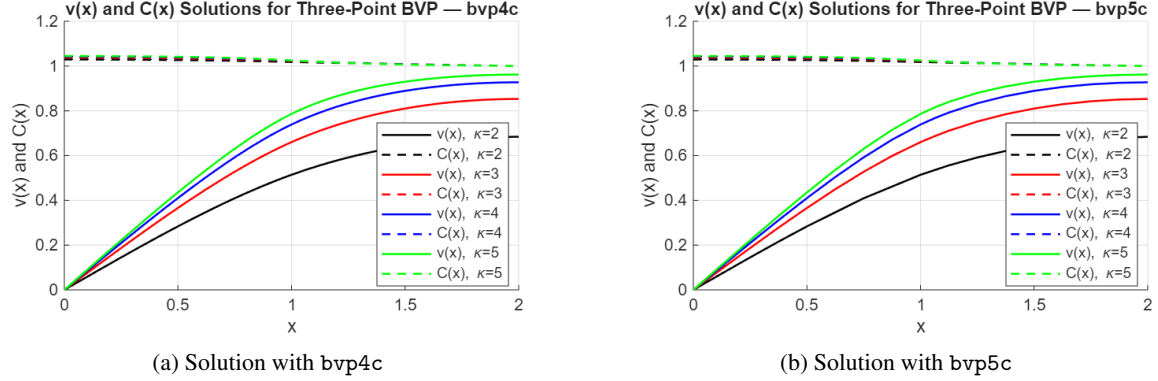 v(x) and C(x) Solutions for Three-Point BVP — bvp4c
1.2
1
0.8
0.6
0.4
0.2
0
v(x) and C(x)
v(x), κ=2
C(x), κ=2
v(x), κ=3
C(x), κ=3
v(x), κ=4
C(x), κ=4
v(x), κ=5
C(x), κ=5
0 0.5 1 1.5 2
x
(a) Solution with bvp4c
v(x) and C(x) Solutions for Three-Point BVP — bvp5c
1.2
1
0.8
0.6
0.4
0.2
0
v(x) and C(x)
v(x), κ=2
C(x), κ=2
v(x), κ=3
C(x), κ=3
v(x), κ=4
C(x), κ=4
v(x), κ=5
C(x), κ=5
0 0.5 1 1.5 2
x
(b) Solution with bvp5c